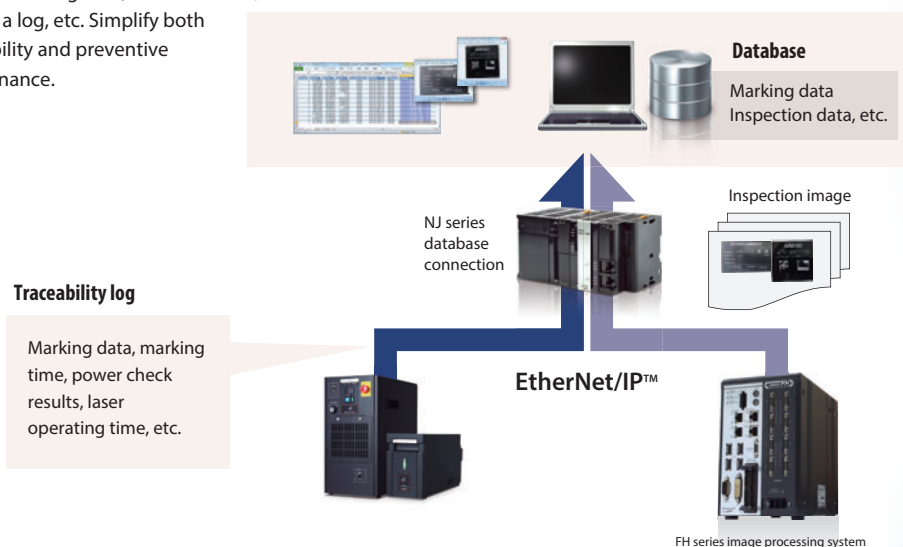 a log, etc. Simplify both
bility and preventive
nance.
Database
Marking data
Inspection data, etc.
Inspection image
NJ series
database
connection
Traceability log
Marking data, marking
time, power check
results, laser
operating time, etc.
EtherNet/IP™
FH series image processing system